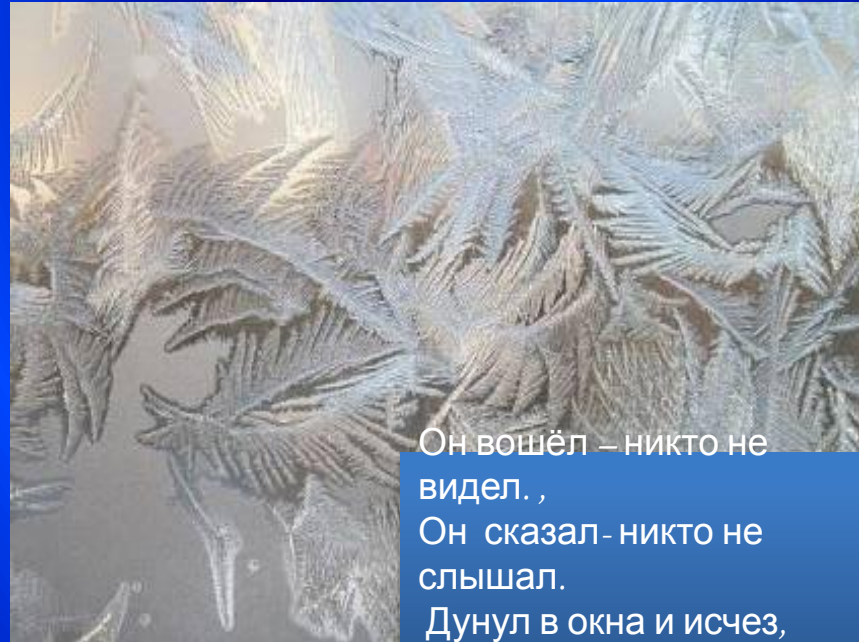 Он вошёл – никто не
видел. ,
Он  сказал- никто не
слышал.
Дунул в окна и исчез,